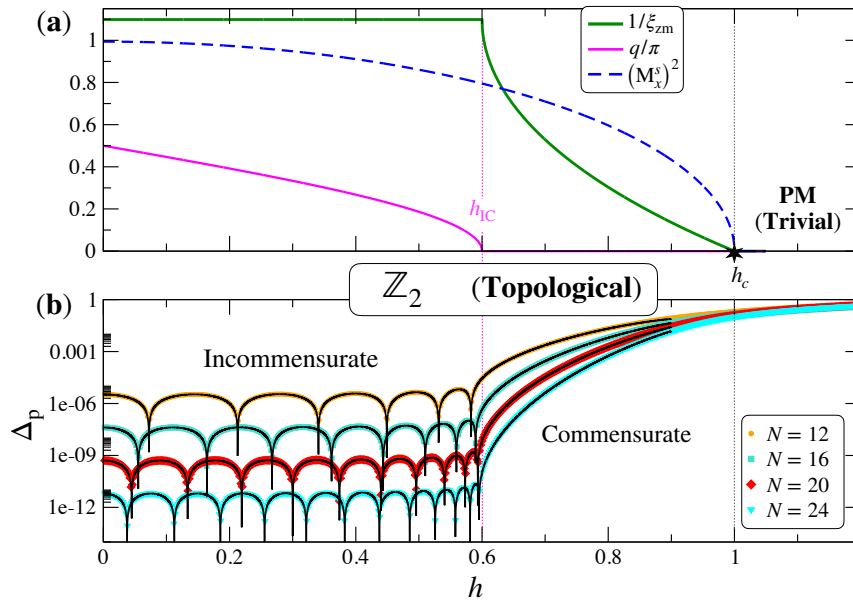 (a)
1/ξzm
q/π
(Mₓˢ)²
1
0.8
0.6
0.4
0.2
0
hIC
PM
(Trivial)
hc
ℤ₂ (Topological)
(b)
1
0.001
1e-06
1e-09
1e-12
Δp
Incommensurate
Commensurate
N = 12
N = 16
N = 20
N = 24
0 0.2 0.4 0.6 0.8 1
h